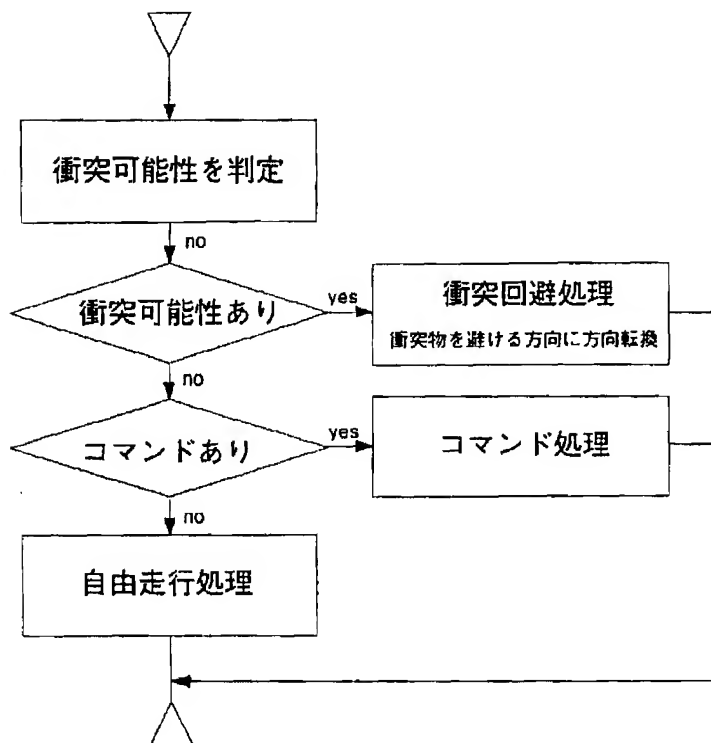 衝突可能性を判定
no
衝突可能性あり
yes
衝突回避処理
衝突物を避ける方向に方向転換
no
コマンドあり
yes
コマンド処理
no
自由走行処理